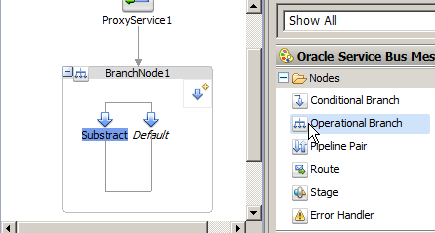 ProxyService1
BranchNode1
Substract Default
Show All
Oracle Service Bus Mes
Nodes
Conditional Branch
Operational Branch
Pipeline Pair
Route
Stage
Error Handler